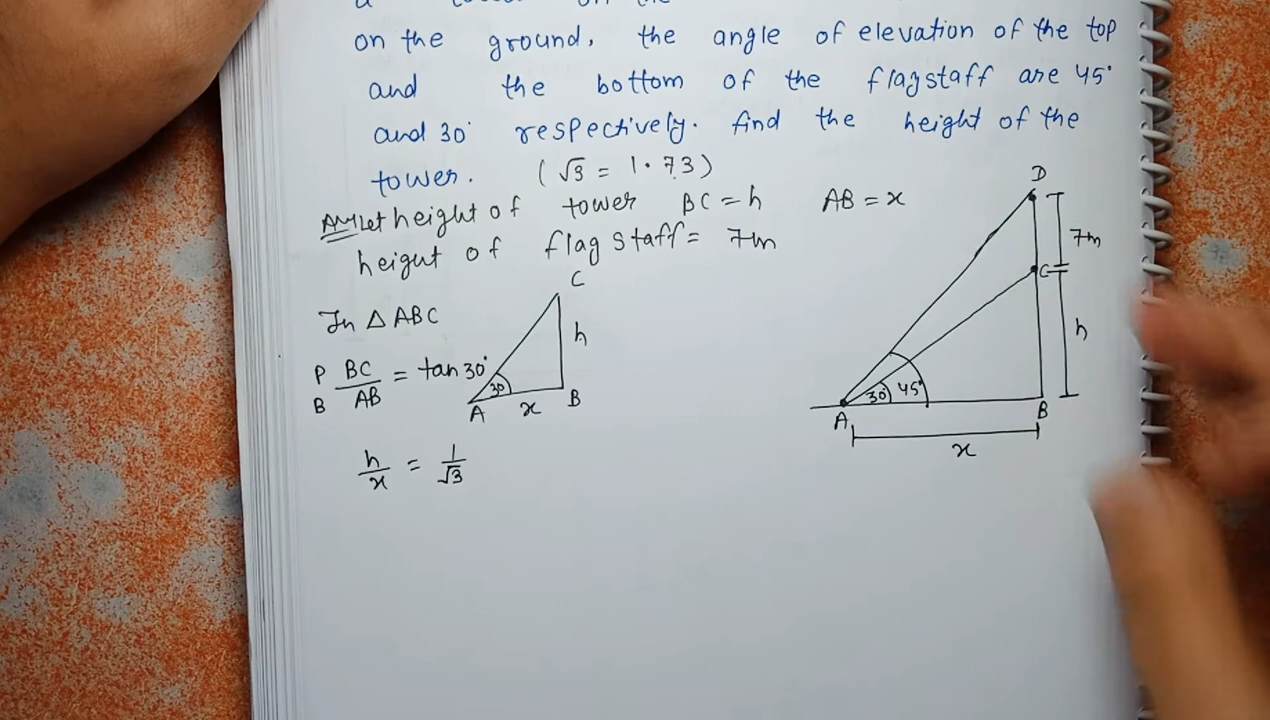 on the ground, the angle of elevation of the top
and the bottom of the flagstaff are 45°
and 30° respectively. find the height of the
tower. (√3 = 1.73)
Let height of tower BC = h AB = x
height of flag staff = 7m
In △ ABC
P BC/AB = tan 30°
B
h/x = 1/√3
C
h
30
A x B
D
7m
C
h
30° 45°
A B
x